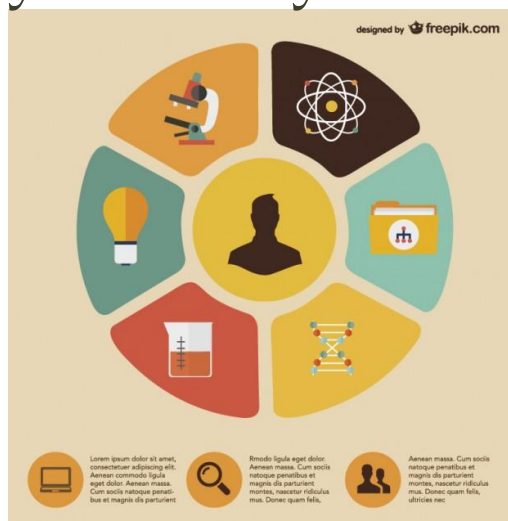 designed by freepik.com
Lorem ipsum dolor sit amet,
consectetuer adipiscing elit.
Aenean commodo ligula
eget dolor. Aenean massa.
Cum sociis natoque penati-
bus et magnis dis parturient
Rmodo ligula eget dolor.
Aenean massa. Cum sociis
natoque penatibus et
magnis dis parturient
montes, nascetur ridiculus
mus. Donec quam felis,
Aenean massa. Cum sociis
natoque penatibus et
magnis dis parturient
montes, nascetur ridiculus
mus. Donec quam felis,
ultricies nec